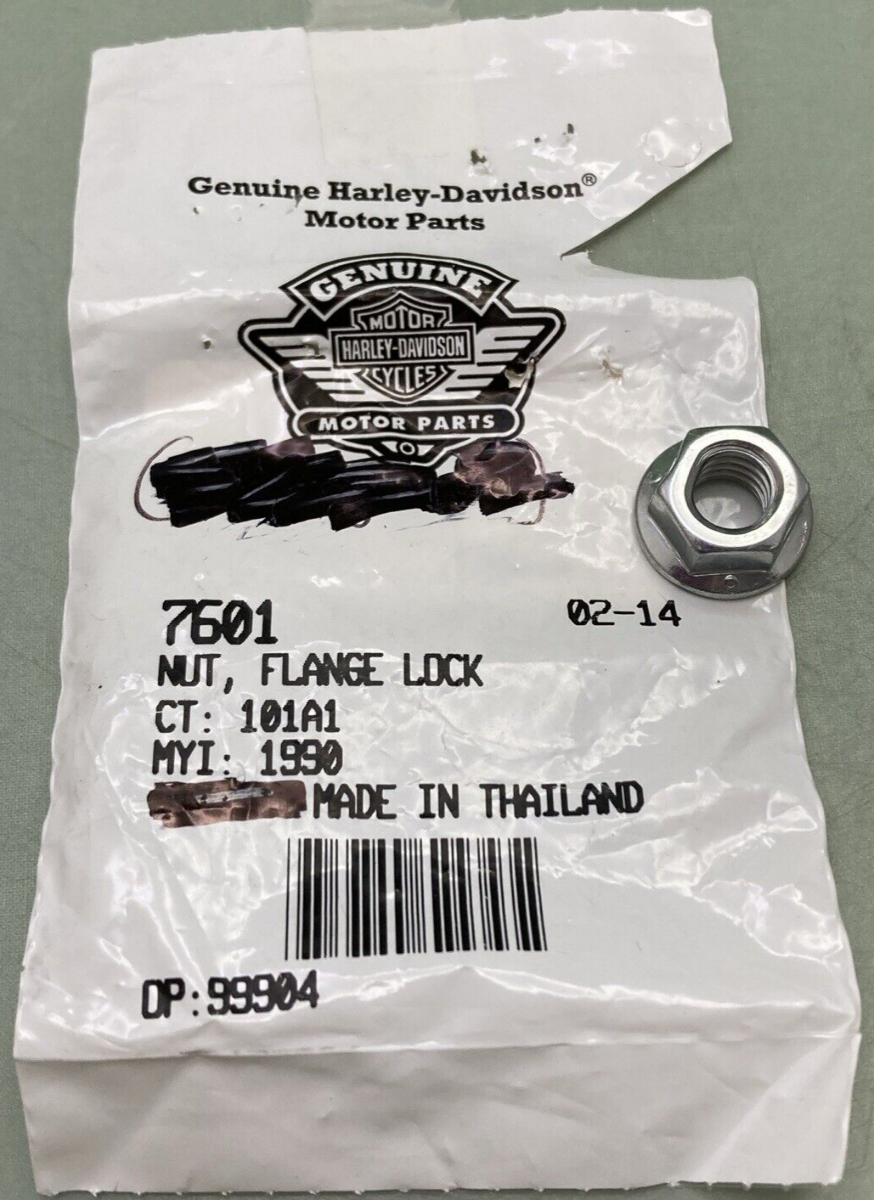 Genuine Harley-Davidson®
Motor Parts
GENUINE
MOTOR
HARLEY-DAVIDSON
CYCLES
MOTOR PARTS
7601 02-14
NUT, FLANGE LOCK
CT: 101A1
MYI: 1990
MADE IN THAILAND
OP:99904